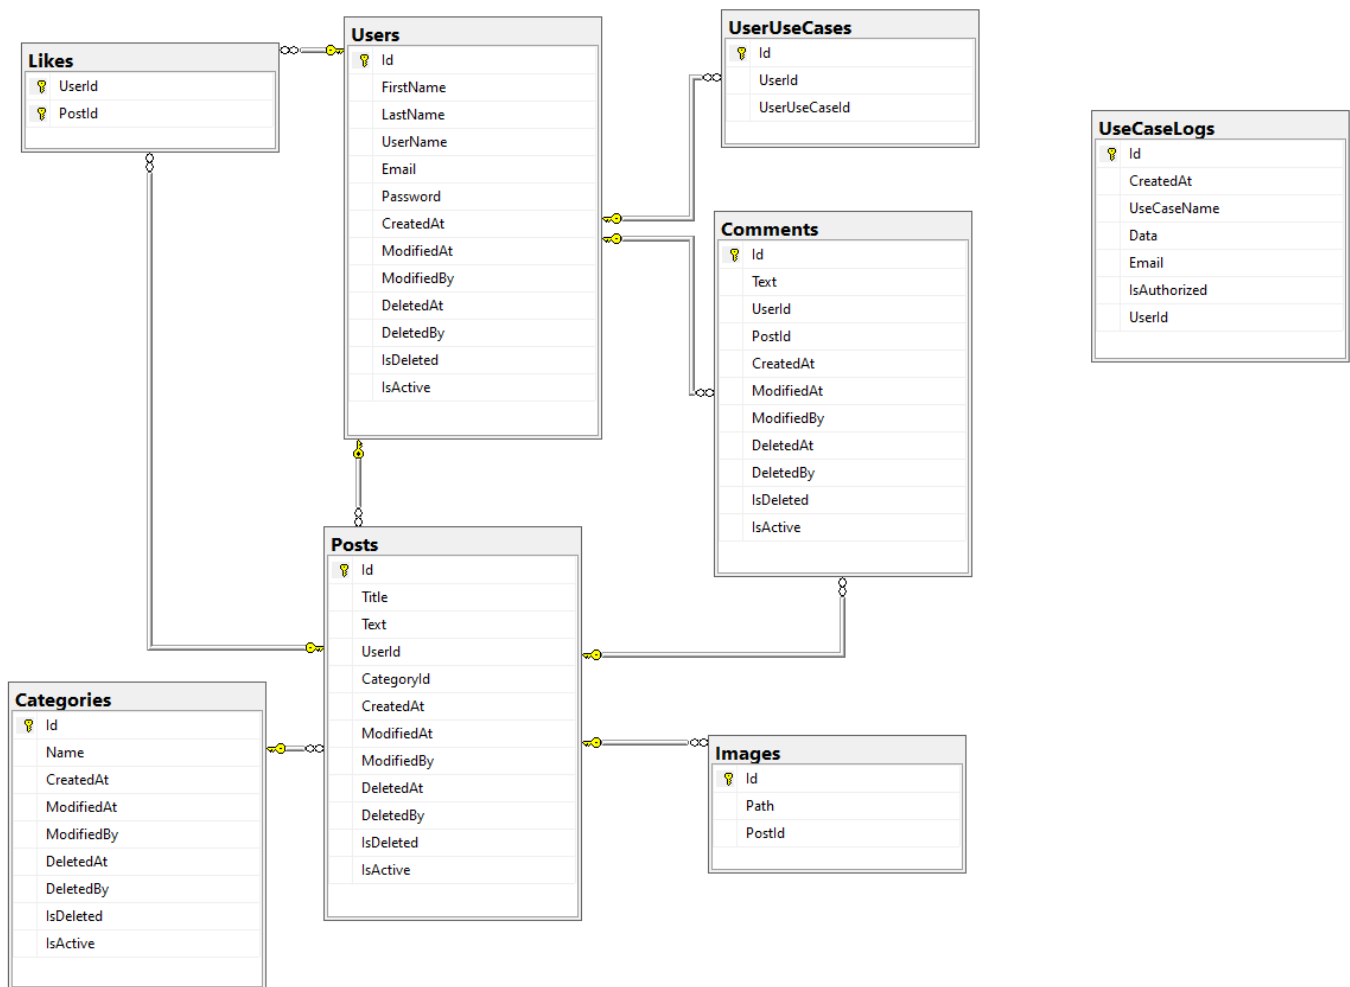 Likes
UserId
PostId
Users
Id
FirstName
LastName
UserName
Email
Password
CreatedAt
ModifiedAt
ModifiedBy
DeletedAt
DeletedBy
IsDeleted
IsActive
UserUseCases
Id
UserId
UserUseCaseId
UseCaseLogs
Id
CreatedAt
UseCaseName
Data
Email
IsAuthorized
UserId
Comments
Id
Text
UserId
PostId
CreatedAt
ModifiedAt
ModifiedBy
DeletedAt
DeletedBy
IsDeleted
IsActive
Posts
Id
Title
Text
UserId
CategoryId
CreatedAt
ModifiedAt
ModifiedBy
DeletedAt
DeletedBy
IsDeleted
IsActive
Categories
Id
Name
CreatedAt
ModifiedAt
ModifiedBy
DeletedAt
DeletedBy
IsDeleted
IsActive
Images
Id
Path
PostId